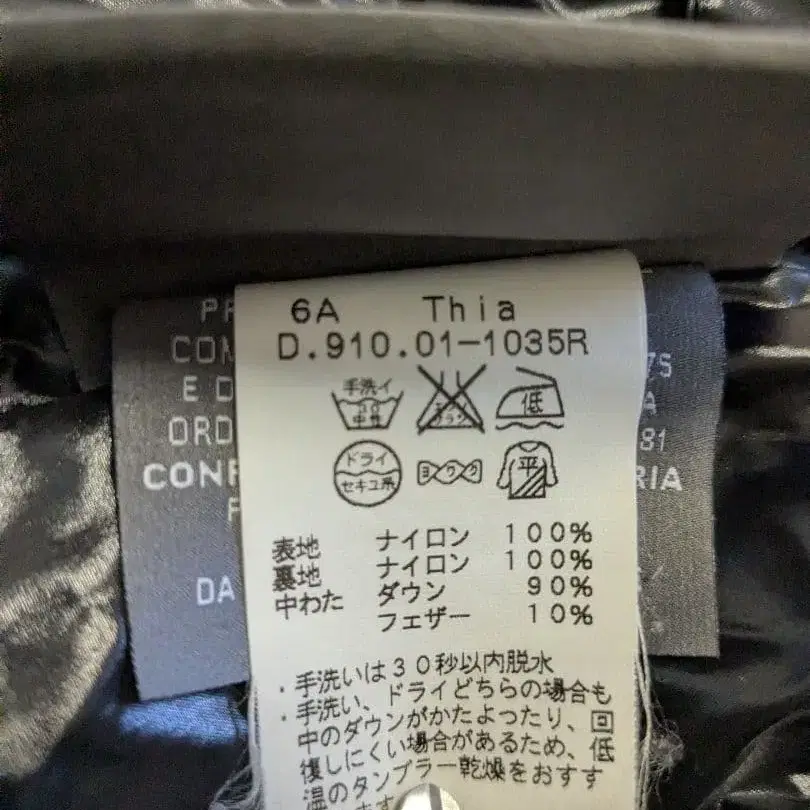 6A Thia
D.910.01-1035R
手洗イ
30
中性
低
ドライ
セキユ系
ヨワク
平
表地 ナイロン 100%
裏地 ナイロン 100%
中わた ダウン 90%
フェザー 10%
・手洗いは30秒以内脱水
・手洗い、ドライどちらの場合も
中のダウンがかたよったり、回
復しにくい場合があるため、低
温のタンブラー乾燥をおすす
ます
COM
E D
ORD
CONF
DA
75
A
81
RIA